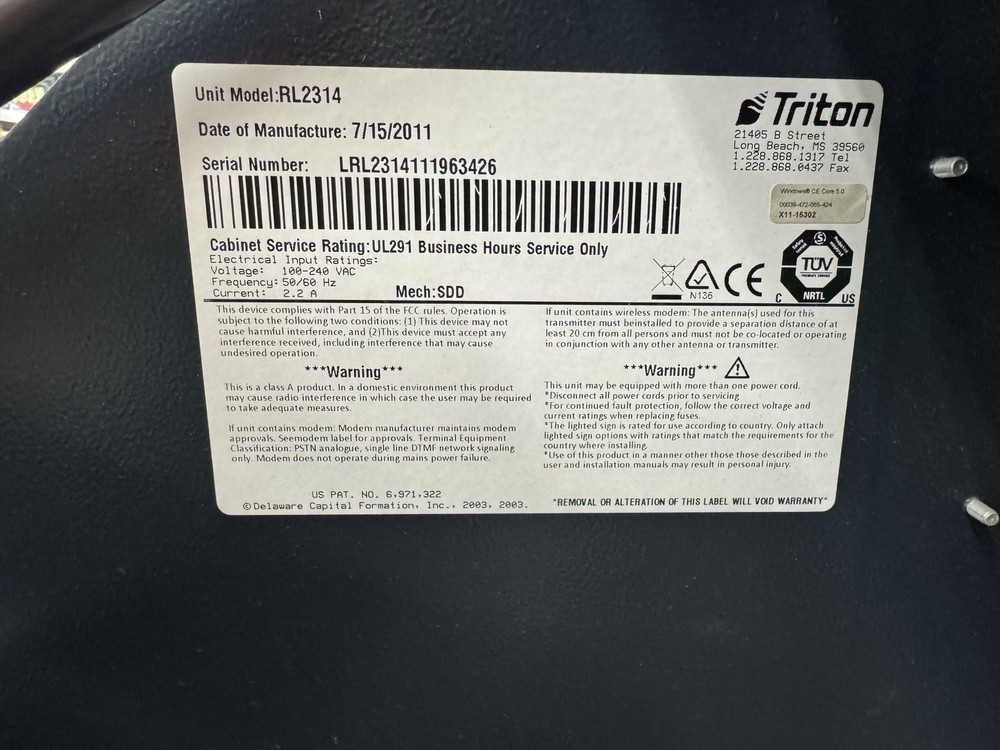 Unit Model:RL2314
Triton
Date of Manufacture: 7/15/2011
21405 B Street
Long Beach, MS 39560
1.228.868.1317 Tel
1.228.868.0437 Fax
Serial Number: LRL2314111963426
Windows® CE Core 5.0
00039-472-065-424
X11-15302
Cabinet Service Rating:UL291 Business Hours Service Only
Electrical Input Ratings:
Voltage: 100-240 VAC
Frequency: 50/60 Hz
Current: 2.2 A
Mech:SDD
N136
CE
TÜV
PRODUCT SERVICE
NRTL
C US
This device complies with Part 15 of the FCC rules. Operation is
subject to the following two conditions: (1) This device may not
cause harmful interference, and (2)This device must accept any
interference received, including interference that may cause
undesired operation.
***Warning***
This is a class A product. In a domestic environment this product
may cause radio interference in which case the user may be required
to take adequate measures.
If unit contains modem: Modem manufacturer maintains modem
approvals. Seemodem label for approvals. Terminal Equipment
Classification: PSTN analogue, single line DTMF network signaling
only. Modem does not operate during mains power failure.
US PAT. NO. 6,971,322
©Delaware Capital Formation, Inc., 2003, 2003.
If unit contains wireless modem: The antenna(s) used for this
transmitter must beinstalled to provide a separation distance of at
least 20 cm from all persons and must not be co-located or operating
in conjunction with any other antenna or transmitter.
***Warning***
This unit may be equipped with more than one power cord.
*Disconnect all power cords prior to servicing
*For continued fault protection, follow the correct voltage and
current ratings when replacing fuses.
*The lighted sign is rated for use according to country. Only attach
lighted sign options with ratings that match the requirements for the
country where installing.
*Use of this product in a manner other those those described in the
user and installation manuals may result in personal injury.
*REMOVAL OR ALTERATION OF THIS LABEL WILL VOID WARRANTY*